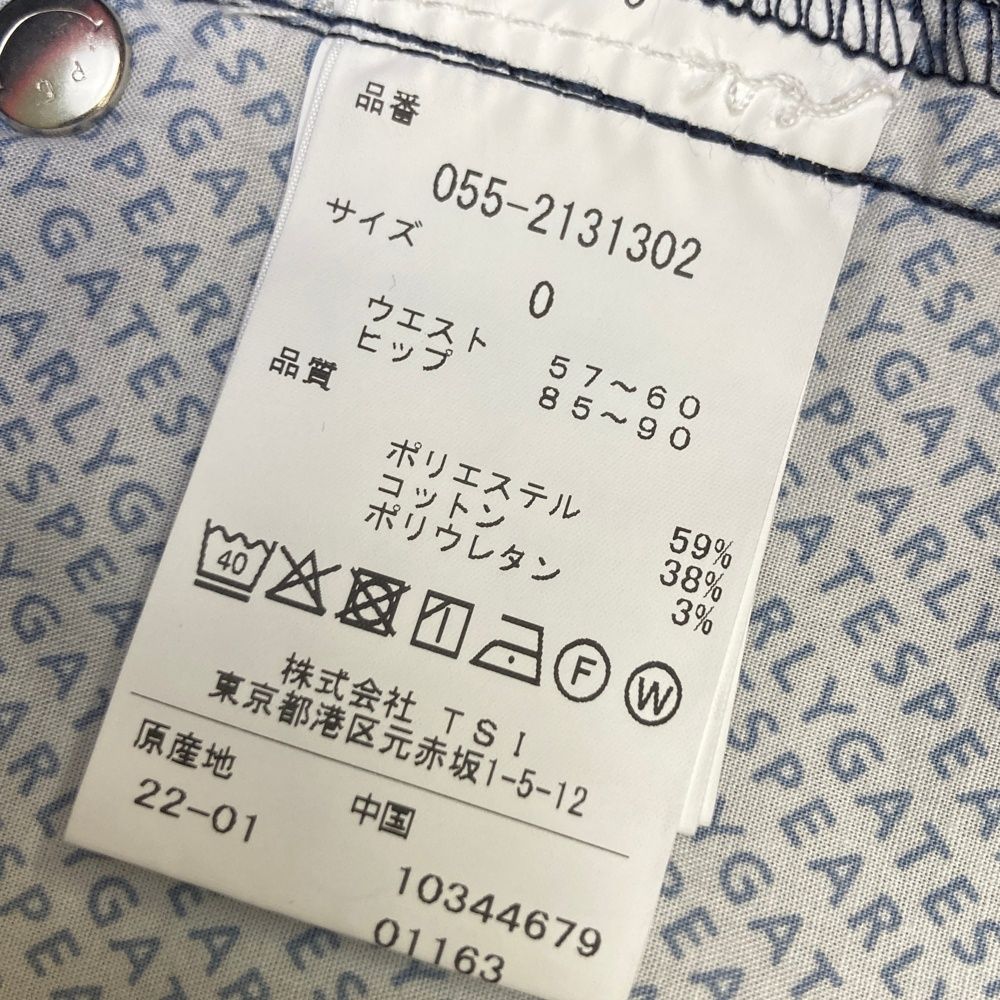 品番
055-2131302
サイズ
0
ウエスト 57~60
ヒップ 85~90
品質
ポリエステル 59%
コットン 38%
ポリウレタン 3%
40
F W
株式会社 TSI
東京都港区元赤坂1-5-12
原産地 中国
22-01
10344679
01163
PEARLYGATES
PG